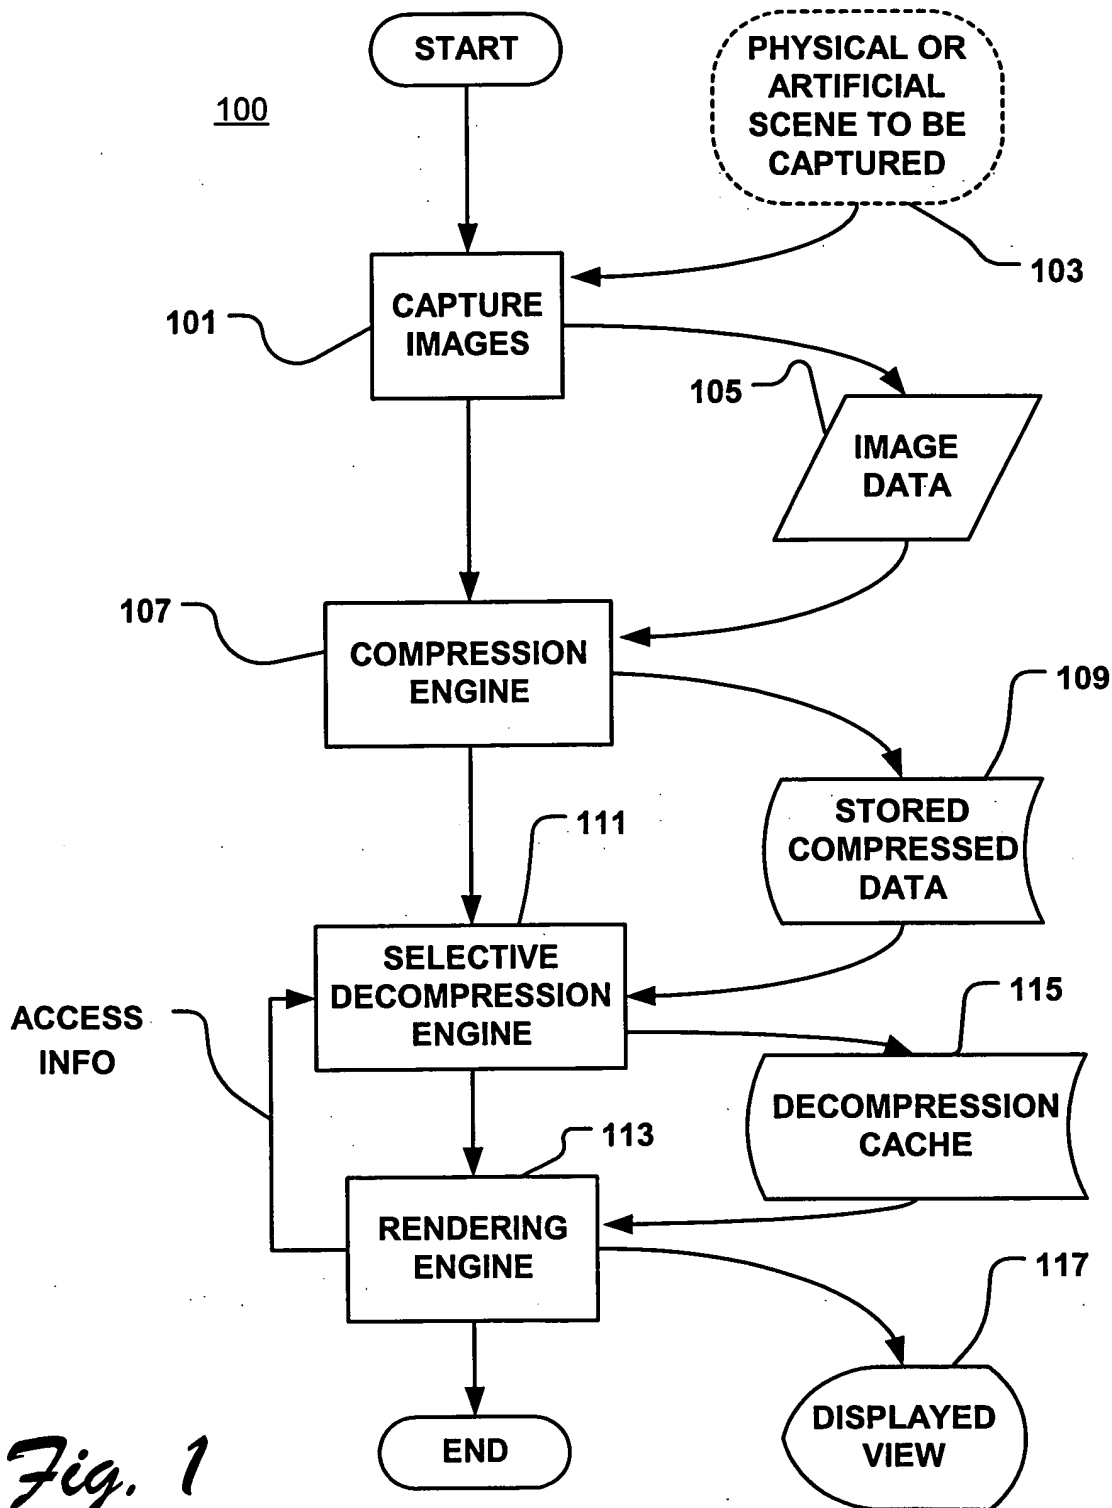 START
PHYSICAL OR
ARTIFICIAL
SCENE TO BE
CAPTURED
100
103
CAPTURE
IMAGES
101
105
IMAGE
DATA
107
COMPRESSION
ENGINE
109
STORED
COMPRESSED
DATA
111
SELECTIVE
DECOMPRESSION
ENGINE
ACCESS
INFO
115
DECOMPRESSION
CACHE
113
RENDERING
ENGINE
117
DISPLAYED
VIEW
END
Fig. 1